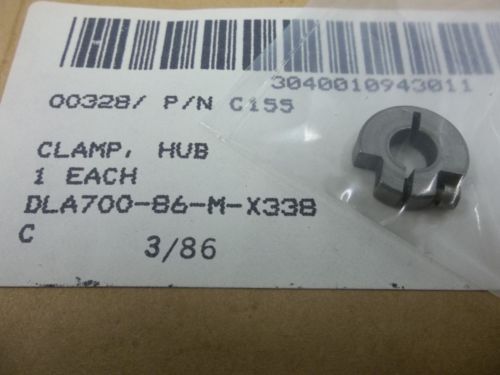 3040010943011
00328/ P/N C155
CLAMP, HUB
1 EACH
DLA700-86-M-X338
C 3/86